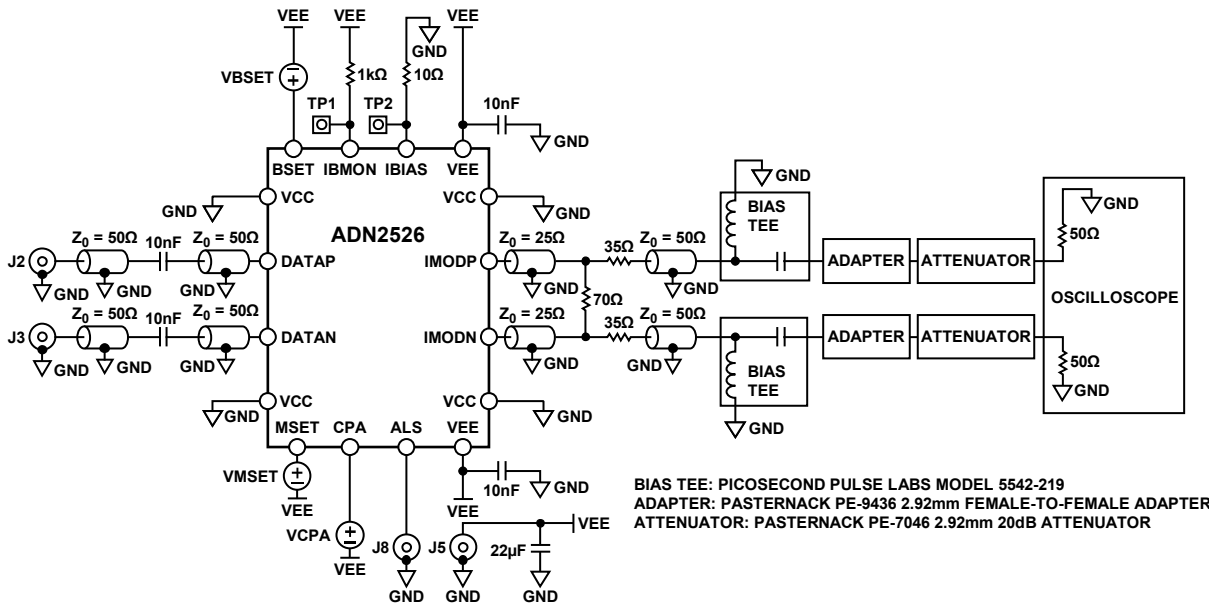 VEE VEE VEE
GND
VBSET 1kΩ 10Ω
TP1 TP2 10nF
GND
BSET IBMON IBIAS VEE
GND VCC VCC GND
GND
BIAS TEE
GND
ADN2526
Z0 = 50Ω 10nF Z0 = 50Ω Z0 = 25Ω 35Ω Z0 = 50Ω 50Ω
J2 DATAP IMODP ADAPTER ATTENUATOR
GND GND GND GND GND
70Ω
OSCILLOSCOPE
Z0 = 50Ω 10nF Z0 = 50Ω Z0 = 25Ω 35Ω Z0 = 50Ω
J3 DATAN IMODN ADAPTER ATTENUATOR
GND GND GND GND GND
50Ω
BIAS TEE
GND
GND VCC VCC GND
GND
MSET CPA ALS VEE
VMSET
VEE
10nF GND
VEE
VCPA
VEE
J8 J5 VEE
22µF
GND GND GND
BIAS TEE: PICOSECOND PULSE LABS MODEL 5542-219
ADAPTER: PASTERNACK PE-9436 2.92mm FEMALE-TO-FEMALE ADAPTER
ATTENUATOR: PASTERNACK PE-7046 2.92mm 20dB ATTENUATOR